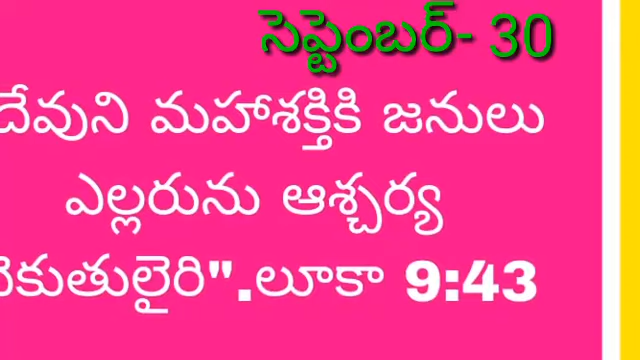 సెప్టెంబర్- 30
దేవుని మహాశక్తికి జనులు
ఎల్లరును ఆశ్చర్య
కుతులైరి".లూకా 9:43